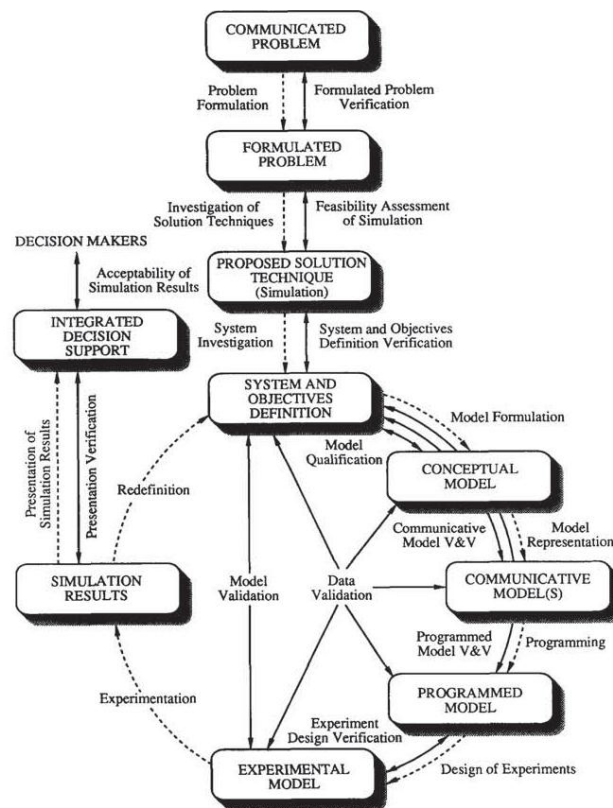 COMMUNICATED
PROBLEM
Problem
Formulation
Formulated Problem
Verification
FORMULATED
PROBLEM
Investigation of
Solution Techniques
Feasibility Assessment
of Simulation
DECISION MAKERS
Acceptability of
Simulation Results
PROPOSED SOLUTION
TECHNIQUE
(Simulation)
INTEGRATED
DECISION
SUPPORT
System
Investigation
System and Objectives
Definition Verification
SYSTEM AND
OBJECTIVES
DEFINITION
Model Formulation
Model
Qualification
CONCEPTUAL
MODEL
Presentation of
Simulation Results
Presentation Verification
Redefinition
Communicative
Model V&V
Model
Representation
SIMULATION
RESULTS
Model
Validation
Data
Validation
COMMUNICATIVE
MODEL(S)
Programmed
Model V&V
Programming
Experimentation
PROGRAMMED
MODEL
Experiment
Design Verification
EXPERIMENTAL
MODEL
Design of Experiments